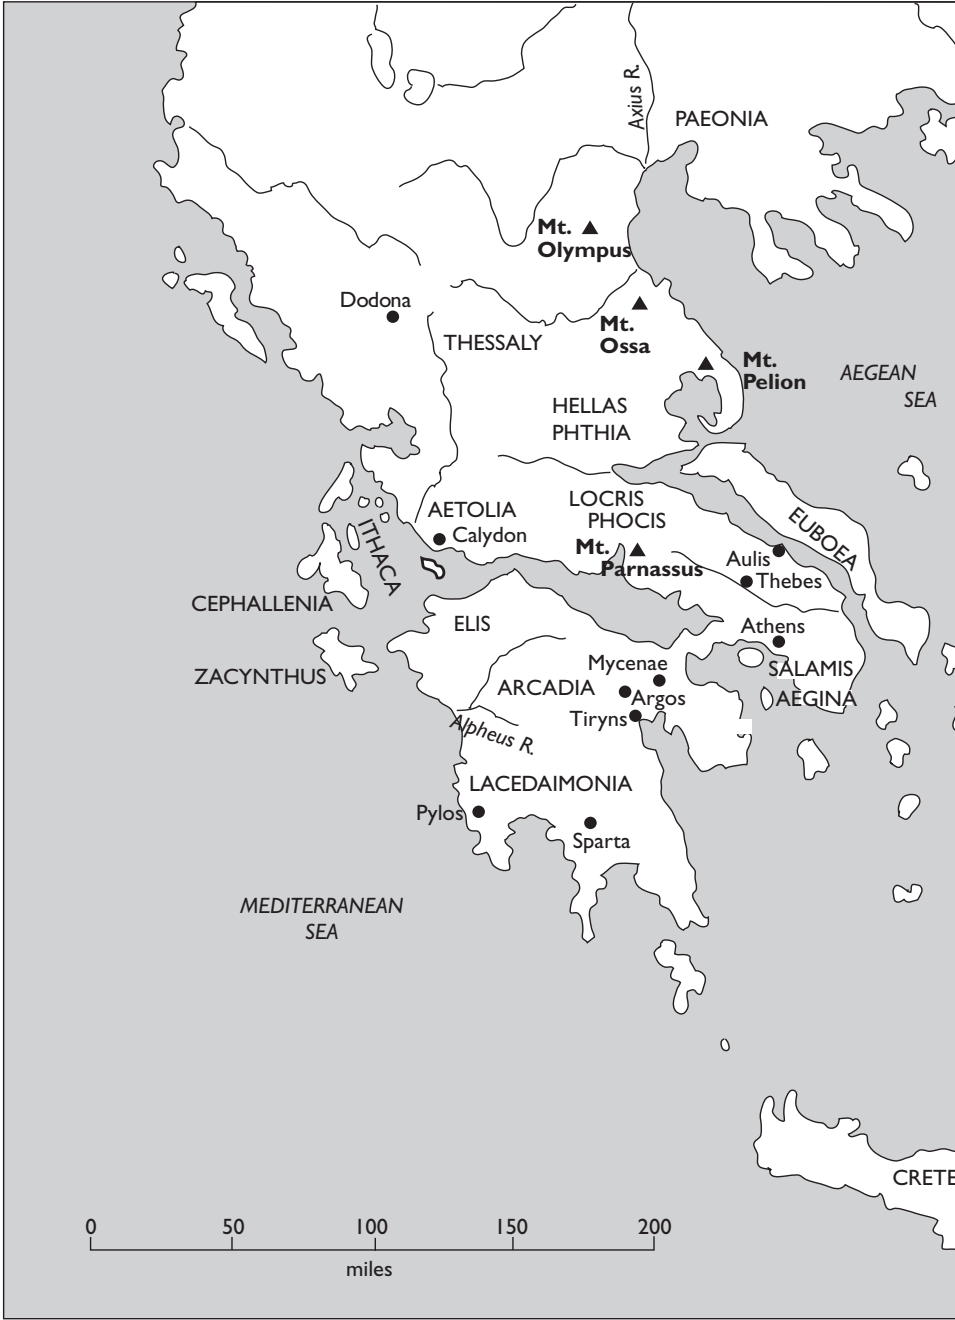 Axius R.
PAEONIA
Mt.
Olympus
Dodona
THESSALY
Mt.
Ossa
Mt.
Pelion
AEGEAN
SEA
HELLAS
PHTHIA
LOCRIS
PHOCIS
AETOLIA
Calydon
ITHACA
EUBOEA
Mt.
Parnassus
Aulis
Thebes
CEPHALLENIA
ELIS
Athens
ZACYNTHUS
Mycenae
SALAMIS
ARCADIA
Argos
AEGINA
Tiryns
Alpheus R.
LACEDAIMONIA
Pylos
Sparta
MEDITERRANEAN
SEA
CRETE
0 50 100 150 200
miles